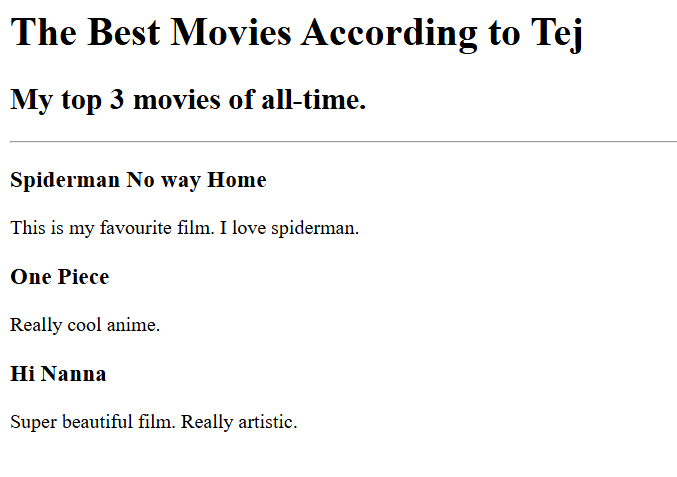 The Best Movies According to Tej
My top 3 movies of all-time.
Spiderman No way Home
This is my favourite film. I love spiderman.
One Piece
Really cool anime.
Hi Nanna
Super beautiful film. Really artistic.